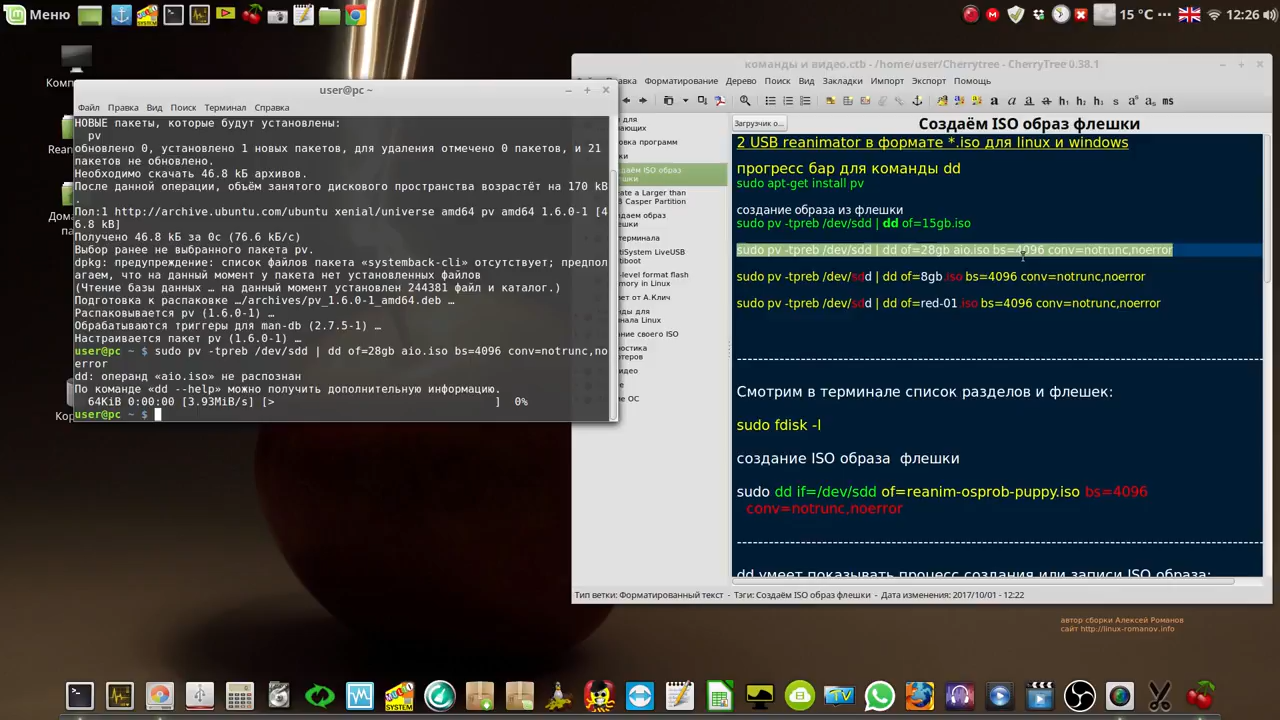 Меню
15 °C
12:26
user@pc ~
Файл Правка Вид Поиск Терминал Справка
НОВЫЕ пакеты, которые будут установлены:
pv
обновлено 0, установлено 1 новых пакетов, для удаления отмечено 0 пакетов, и 21
пакетов не обновлено.
Необходимо скачать 46.8 kБ архивов.
После данной операции, объём занятого дискового пространства возрастёт на 170 kB
.
Пол:1 http://archive.ubuntu.com/ubuntu xenial/universe amd64 pv amd64 1.6.0-1 [4
6.8 kB]
Получено 46.8 kБ за 0с (76.6 kБ/c)
Выбор ранее не выбранного пакета pv.
dpkg: предупреждение: список файлов пакета «systemback-cli» отсутствует; предпол
агаем, что на данный момент у пакета нет установленных файлов
(Чтение базы данных … на данный момент установлен 244381 файл и каталог.)
Подготовка к распаковке …/archives/pv_1.6.0-1_amd64.deb …
Распаковывается pv (1.6.0-1) …
Обрабатываются триггеры для man-db (2.7.5-1) …
Настраивается пакет pv (1.6.0-1) …
user@pc ~ $ sudo pv -tpreb /dev/sdd | dd of=28gb aio.iso bs=4096 conv=notrunc,no
error
dd: операнд «aio.iso» не распознан
По команде «dd --help» можно получить дополнительную информацию.
64KiB 0:00:00 [3.93MiB/s] [> ] 0%
user@pc ~ $
команды и видео.ctb - /home/user/Cherrytree - CherryTree 0.38.1
Форматирование Дерево Поиск Вид Закладки Импорт Экспорт Помощь
Загрузчик о...
Создаём ISO образ флешки
2 USB reanimator в формате *.iso для linux и windows
прогресс бар для команды dd
sudo apt-get install pv
создание образа из флешки
sudo pv -tpreb /dev/sdd | dd of=15gb.iso
sudo pv -tpreb /dev/sdd | dd of=28gb aio.iso bs=4096 conv=notrunc,noerror
sudo pv -tpreb /dev/sdd | dd of=8gb.iso bs=4096 conv=notrunc,noerror
sudo pv -tpreb /dev/sdd | dd of=red-01.iso bs=4096 conv=notrunc,noerror
Смотрим в терминале список разделов и флешек:
sudo fdisk -l
создание ISO образа флешки
sudo dd if=/dev/sdd of=reanim-osprob-puppy.iso bs=4096
conv=notrunc,noerror
dd умеет показывать процесс создания или записи ISO образа:
Тип ветки: Форматированный текст - Тэги: Создаём ISO образ флешки - Дата изменения: 2017/10/01 - 12:22
автор сборки Алексей Романов
сайт http://linux-romanov.info